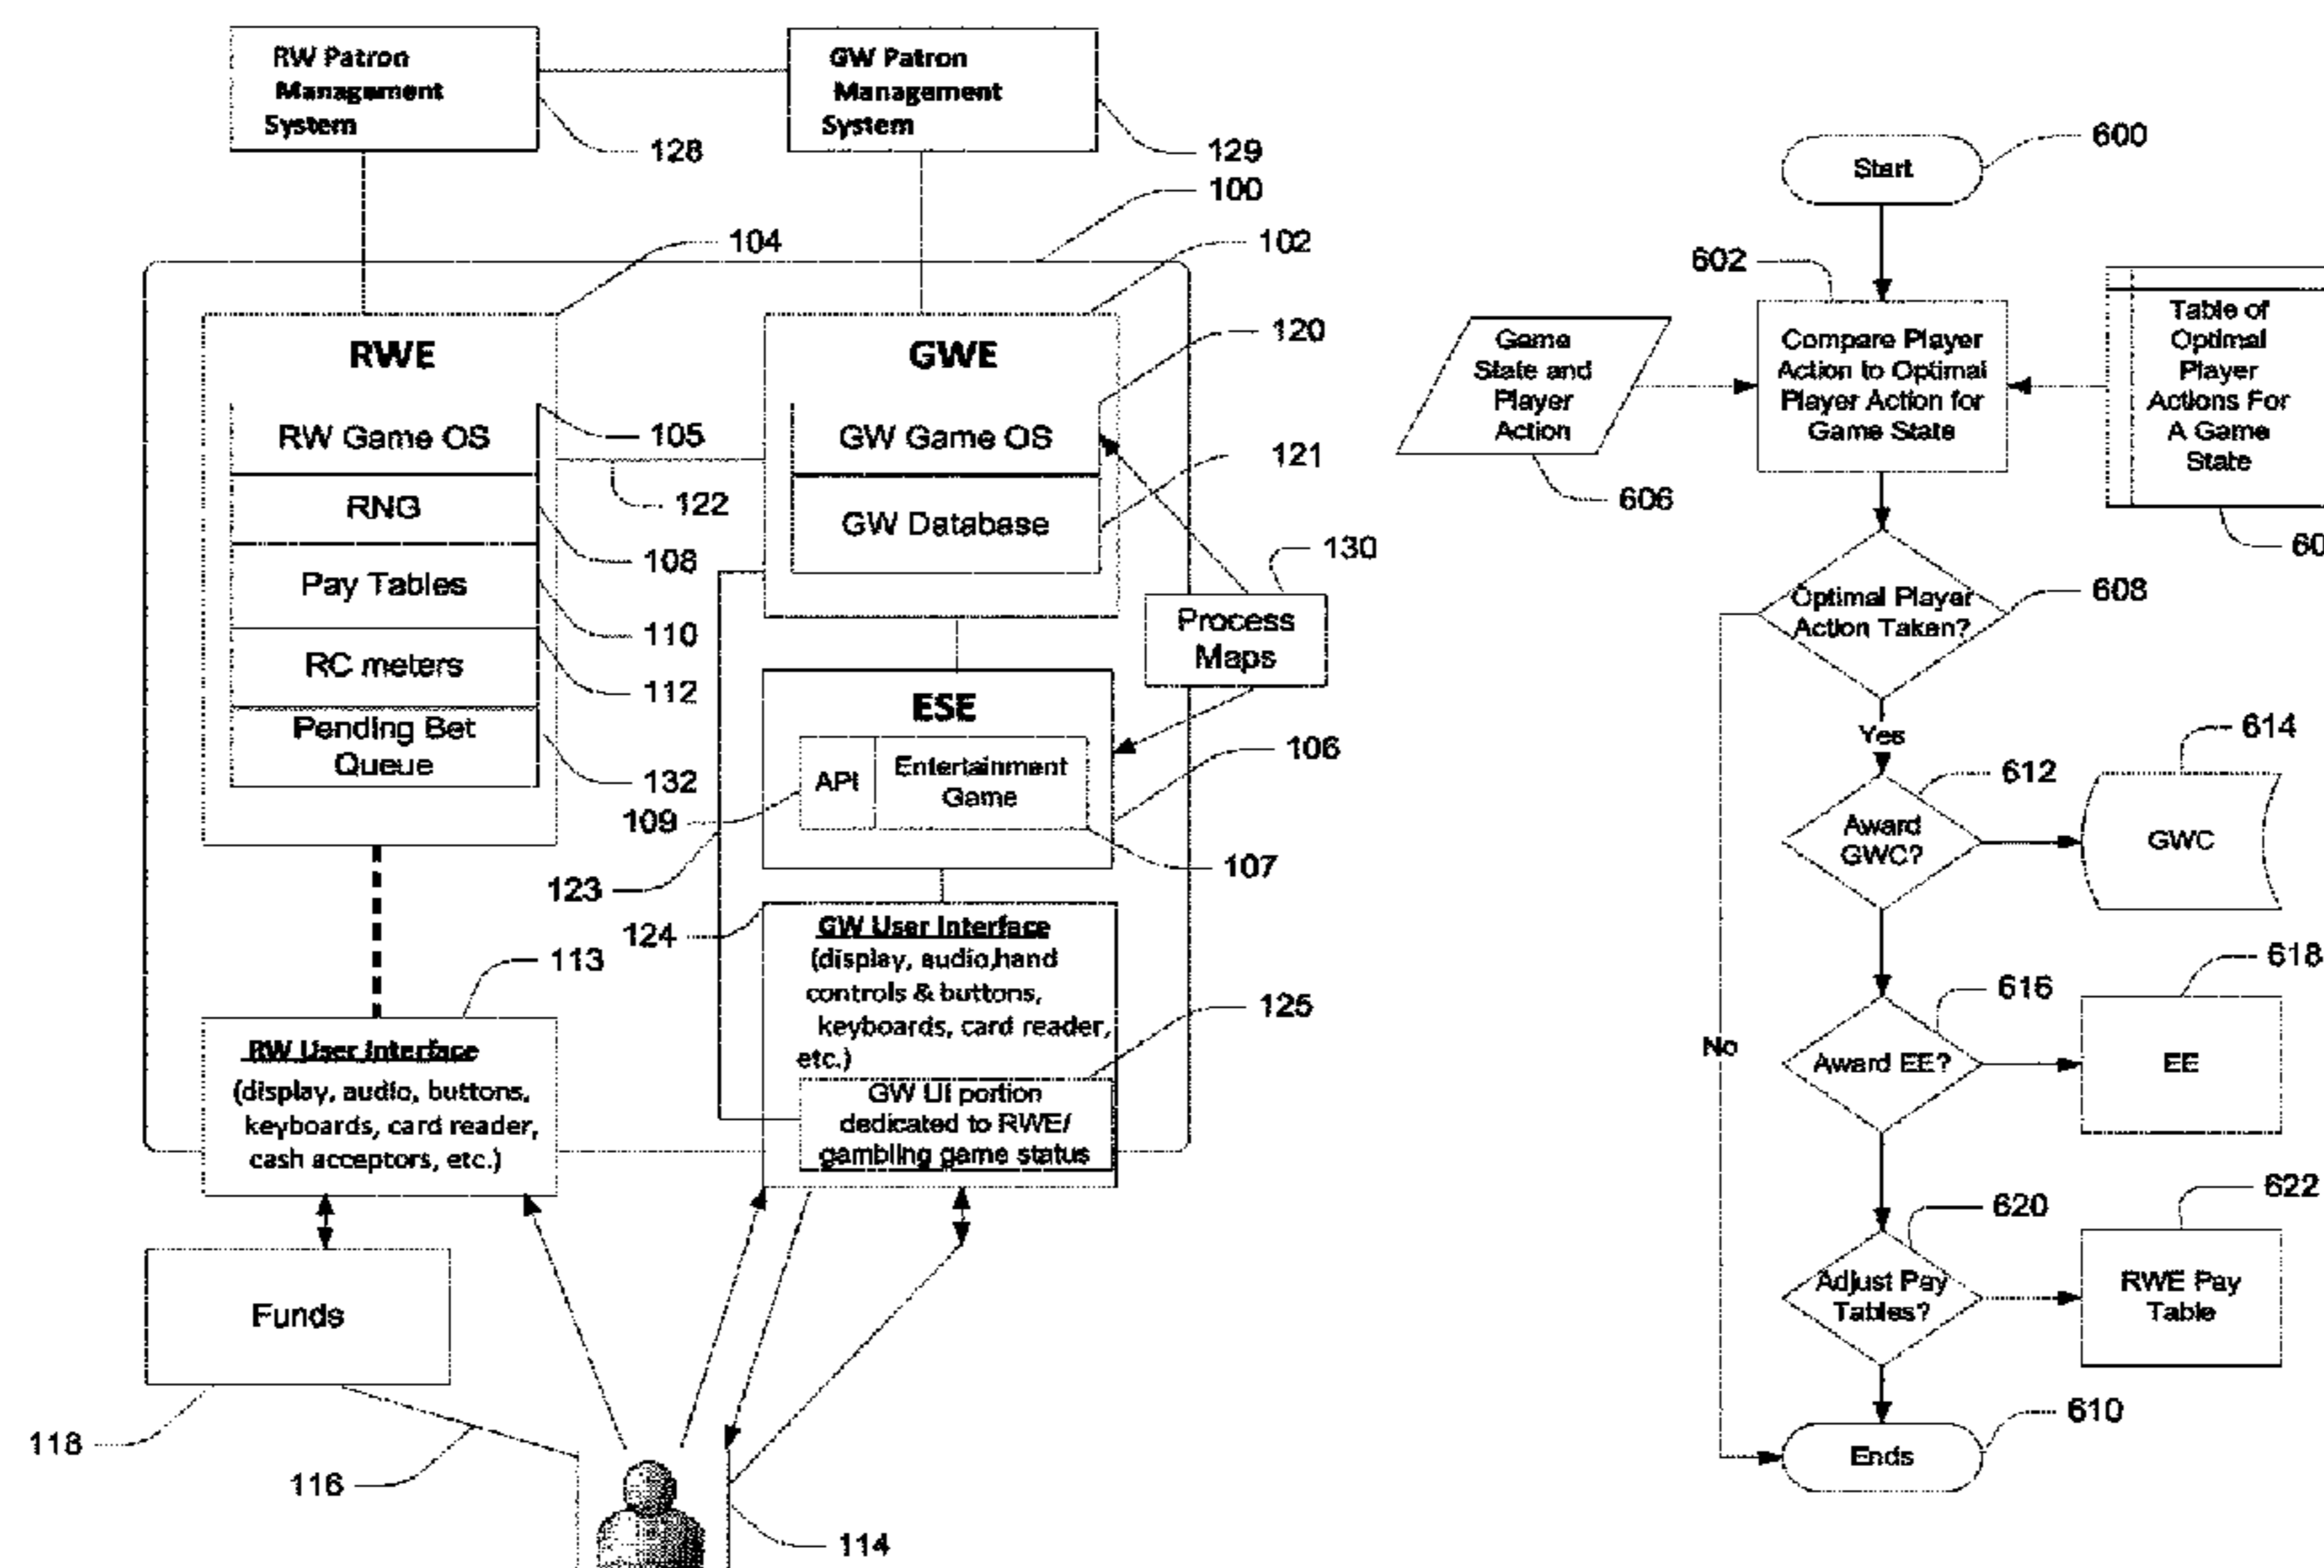 RW Patron
Management
System
128
GW Patron
Management
System
129
100
104
102
RWE
RW Game OS
105
RNG
108
Pay Tables
110
RC meters
112
Pending Bet
Queue
132
122
GWE
GW Game OS
120
GW Database
121
130
Process
Maps
ESE
API
Entertainment
Game
106
109
107
123
124
GW User Interface
(display, audio,hand
controls & buttons,
keyboards, card reader,
etc.)
125
GW UI portion
dedicated to RWE/
gambling game status
113
RW User Interface
(display, audio, buttons,
keyboards, card reader,
cash acceptors, etc.)
Funds
118
116
114
Start
600
602
Game
State and
Player
Action
606
Compare Player
Action to Optimal
Player Action for
Game State
Table of
Optimal
Player
Actions For
A Game
State
60
Optimal Player
Action Taken?
608
Yes
No
612
Award
GWC?
614
GWC
616
Award EE?
618
EE
620
Adjust Pay
Tables?
622
RWE Pay
Table
Ends
610